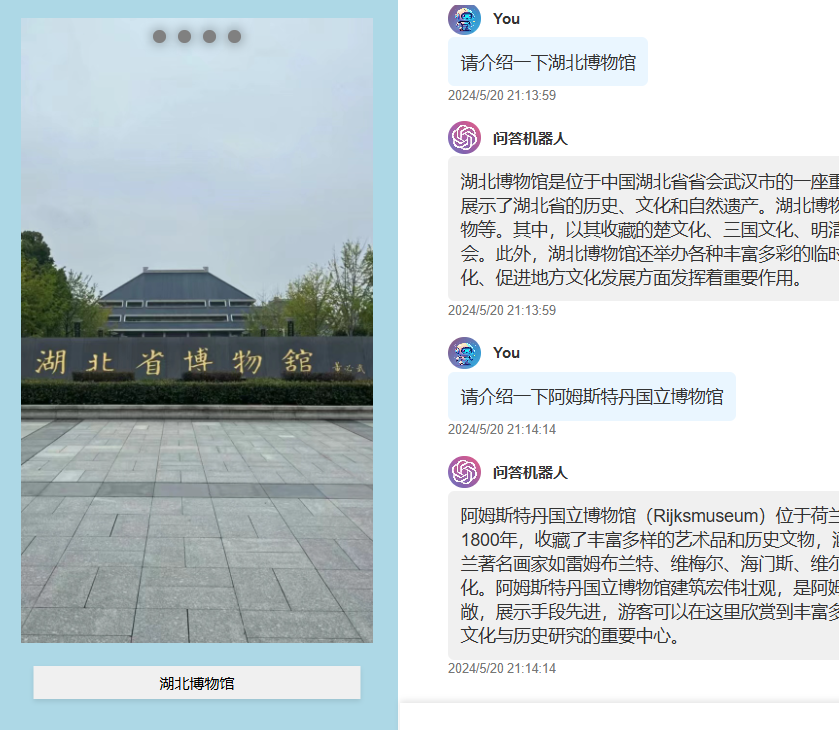 湖北省博物館
董必武
湖北博物馆
You
请介绍一下湖北博物馆
2024/5/20 21:13:59
问答机器人
湖北博物馆是位于中国湖北省省会武汉市的一座重
展示了湖北省的历史、文化和自然遗产。湖北博物
物等。其中，以其收藏的楚文化、三国文化、明清
会。此外，湖北博物馆还举办各种丰富多彩的临时
化、促进地方文化发展方面发挥着重要作用。
2024/5/20 21:13:59
You
请介绍一下阿姆斯特丹国立博物馆
2024/5/20 21:14:14
问答机器人
阿姆斯特丹国立博物馆（Rijksmuseum）位于荷兰
1800年，收藏了丰富多样的艺术品和历史文物，涵
兰著名画家如雷姆布兰特、维梅尔、海门斯、维尔
化。阿姆斯特丹国立博物馆建筑宏伟壮观，是阿姆
敞，展示手段先进，游客可以在这里欣赏到丰富多
文化与历史研究的重要中心。
2024/5/20 21:14:14